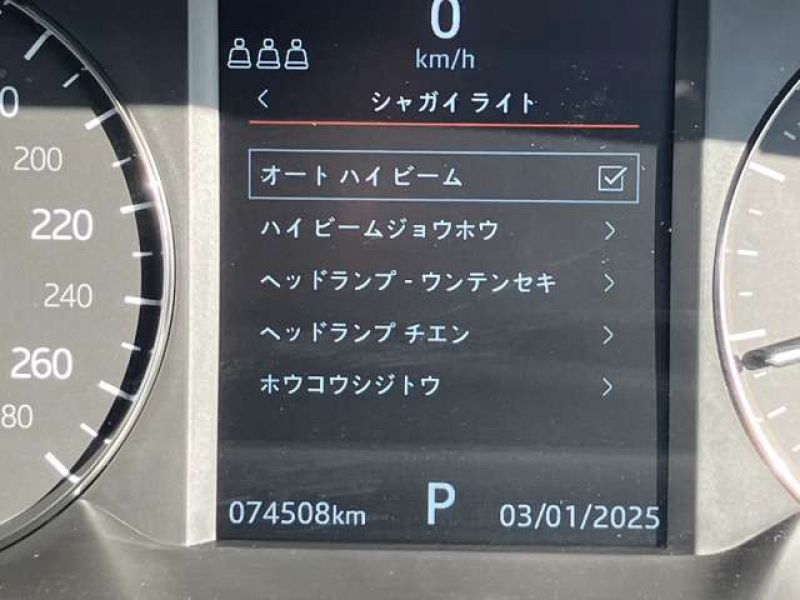 0
km/h
シャガイ ライト
オート ハイ ビーム
ハイ ビームジョウホウ
ヘッドランプ - ウンテンセキ
ヘッドランプ チエン
ホウコウシジトウ
074508km P 03/01/2025
0
200
220
240
260
80